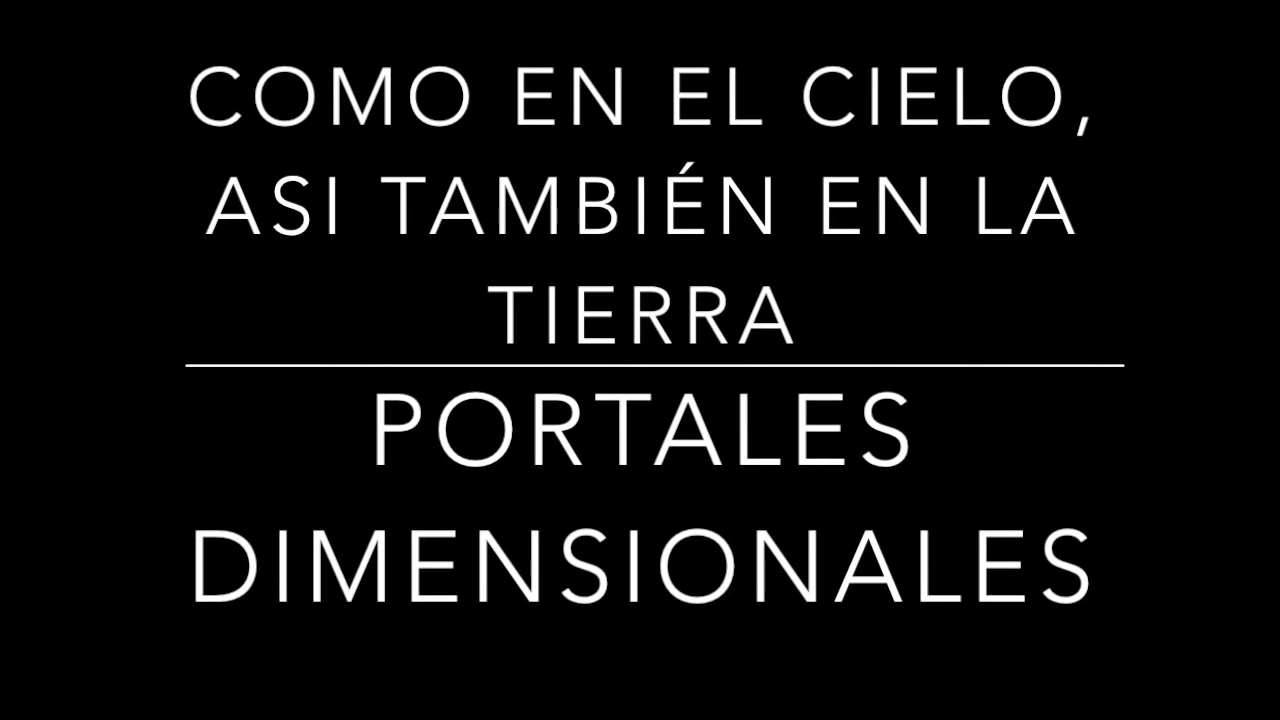 COMO EN EL CIELO,
ASI TAMBIÉN EN LA
TIERRA
PORTALES
DIMENSIONALES